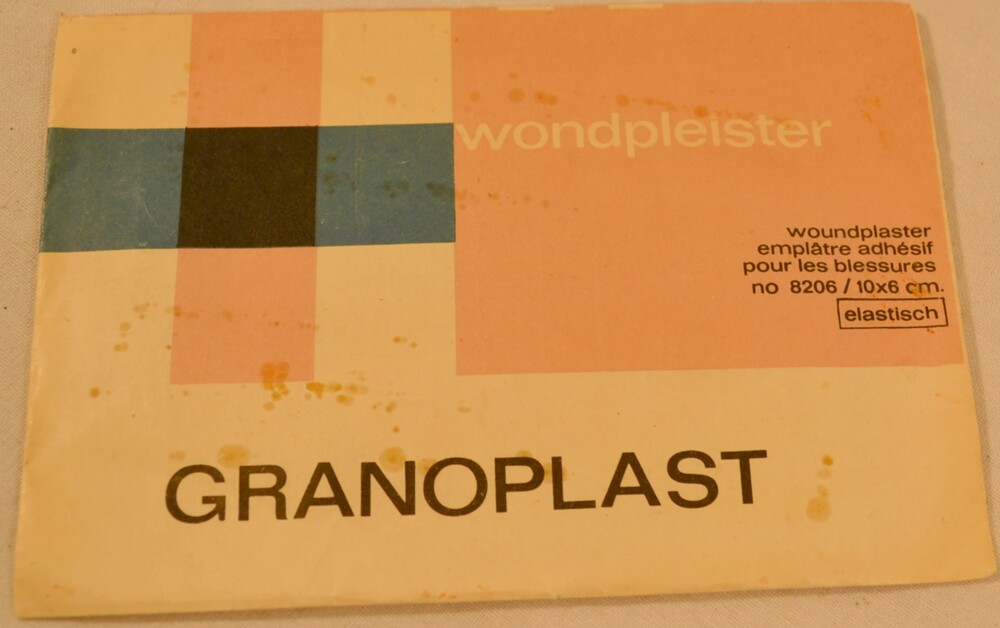 wondpleister
woundplaster
emplâtre adhésif
pour les blessures
no 8206 / 10x6 cm.
elastisch
GRANOPLAST